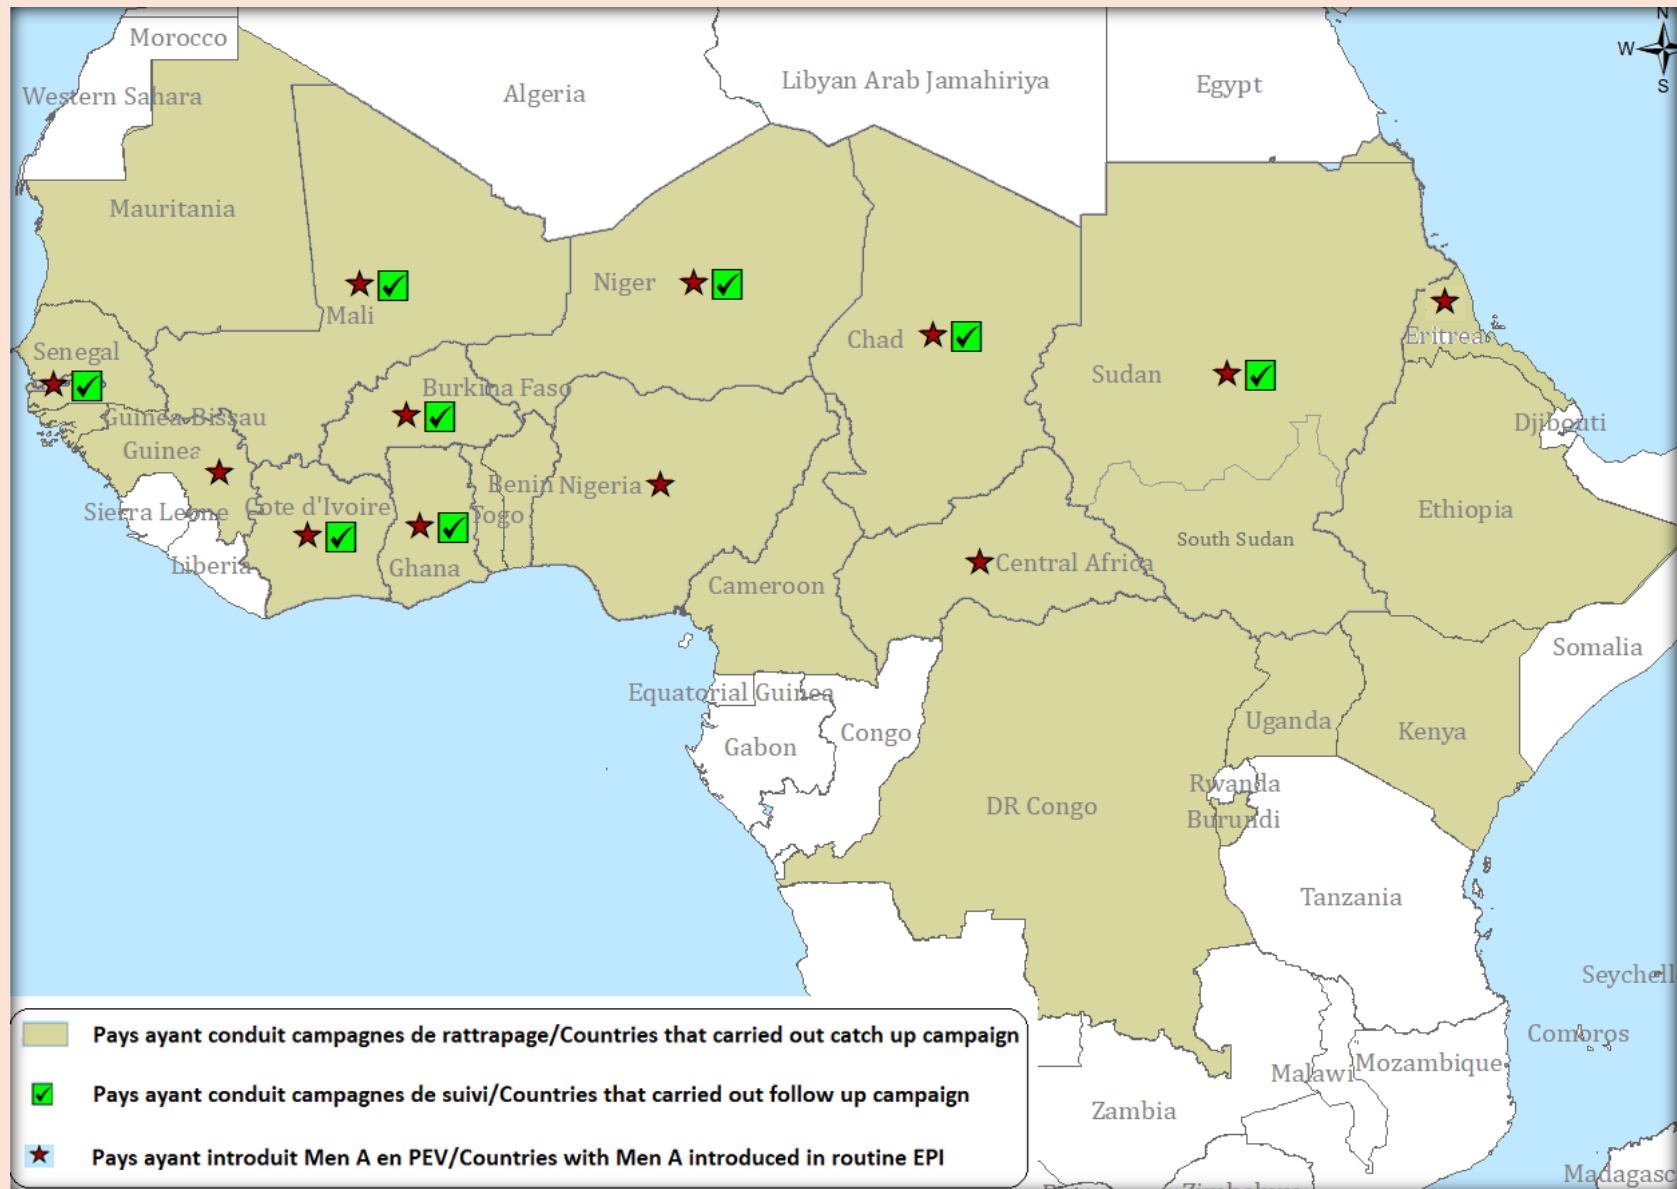 N
W
S
Morocco
Western Sahara
Algeria
Libyan Arab Jamahiriya
Egypt
Mauritania
Mali
Niger
Chad
Sudan
Eritrea
Senegal
Burkina Faso
Guinea-Bissau
Guinea
Djibouti
Sierra Leone
Cote d'Ivoire
Benin
Nigeria
Togo
Ethiopia
South Sudan
Liberia
Ghana
Cameroon
Central Africa
Somalia
Equatorial Guinea
Gabon
Congo
Uganda
Kenya
Rwanda
DR Congo
Burundi
Tanzania
Seychell
Comoros
Malawi
Mozambique
Zambia
Madagasc
Pays ayant conduit campagnes de rattrapage/Countries that carried out catch up campaign
Pays ayant conduit campagnes de suivi/Countries that carried out follow up campaign
Pays ayant introduit Men A en PEV/Countries with Men A introduced in routine EPI